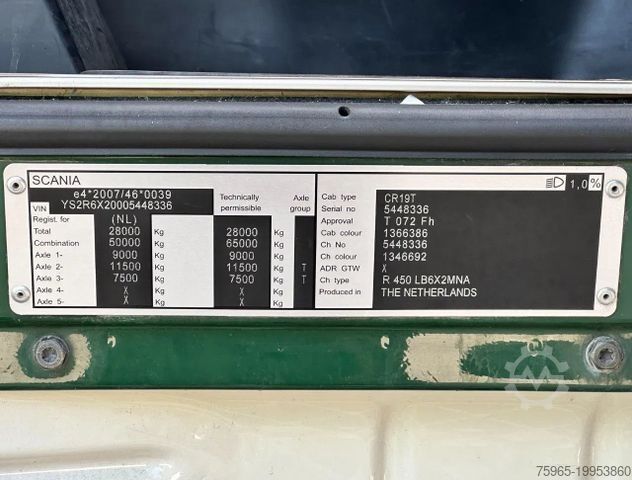 SCANIA
e4*2007/46*0039
VIN YS2R6X20005448336
Technically permissible
Axle group
Regist. for (NL)
Total 28000 Kg 28000 Kg
Combination 50000 Kg 65000 Kg
Axle 1- 9000 Kg 9000 Kg
Axle 2- 11500 Kg 11500 Kg T
Axle 3- 7500 Kg 7500 Kg T
Axle 4- X Kg X Kg
Axle 5- X Kg X Kg
1,0%
Cab type CR19T
Serial no 5448336
Approval T 072 Fh
Cab colour 1366386
Ch No 5448336
Ch colour 1346692
ADR GTW X
Ch type R 450 LB6X2MNA
Produced in THE NETHERLANDS
75965-19953860